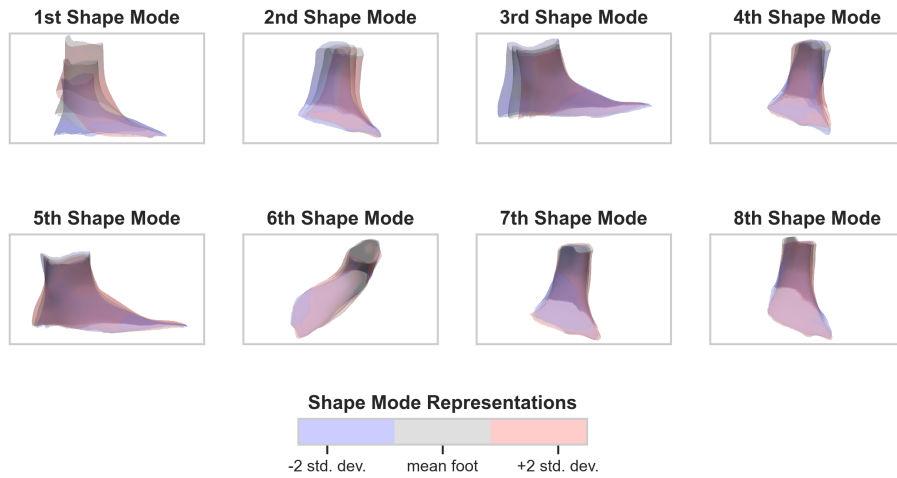 1st Shape Mode
2nd Shape Mode
3rd Shape Mode
4th Shape Mode
5th Shape Mode
6th Shape Mode
7th Shape Mode
8th Shape Mode
Shape Mode Representations
-2 std. dev.
mean foot
+2 std. dev.